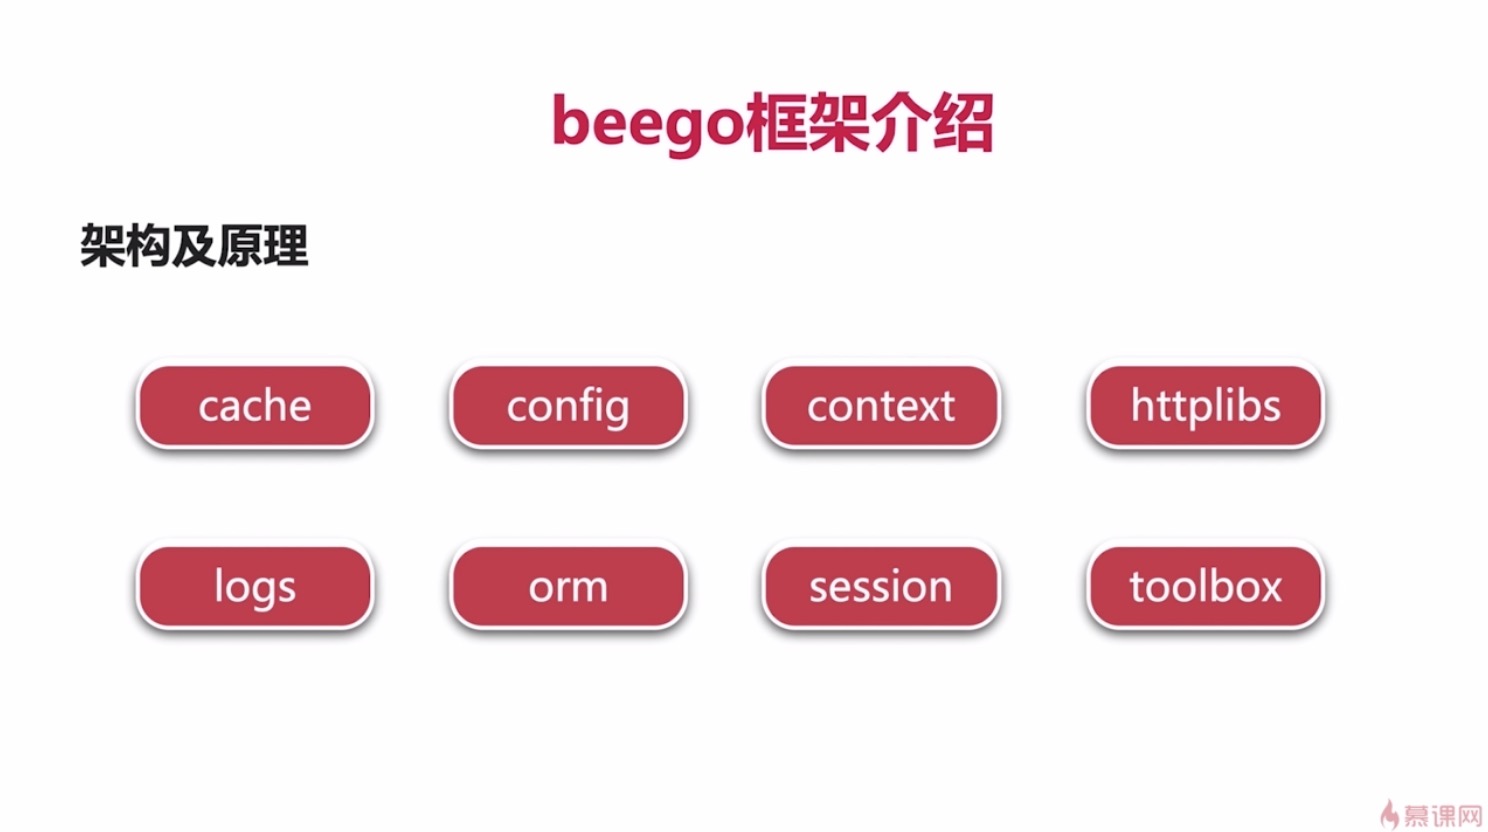 beego框架介绍
架构及原理
cache config context httplibs
logs orm session toolbox
慕课网